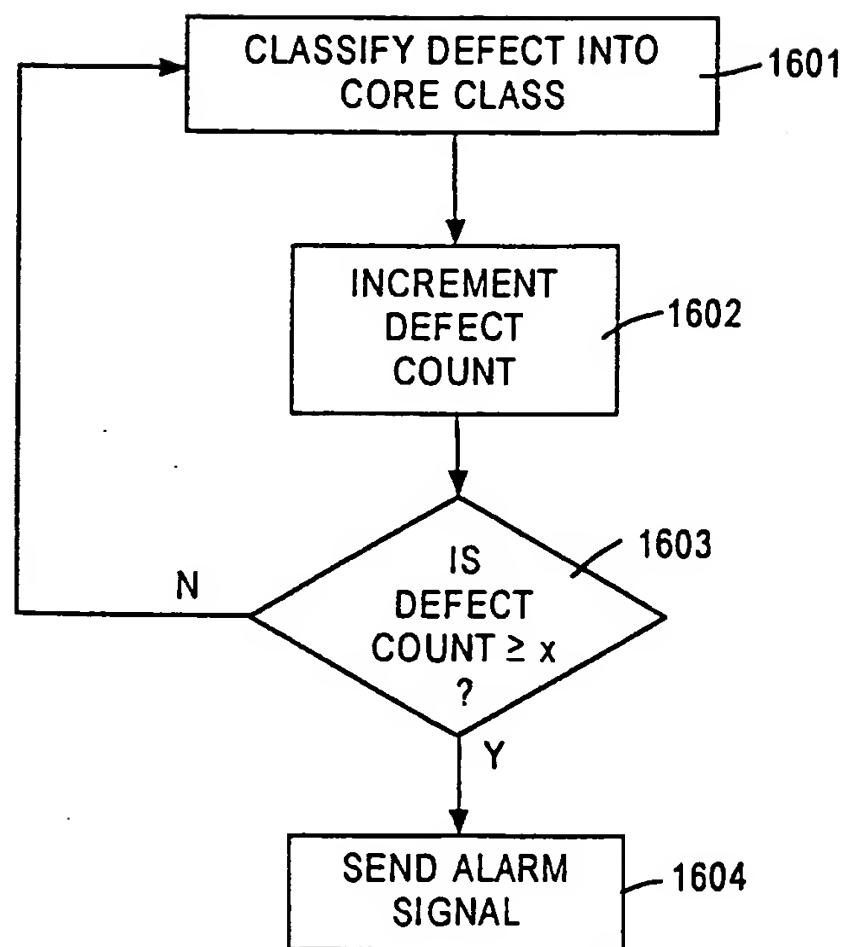 CLASSIFY DEFECT INTO
CORE CLASS
1601
INCREMENT
DEFECT
COUNT
1602
IS
DEFECT
COUNT ≥ x
?
1603
N
Y
SEND ALARM
SIGNAL
1604